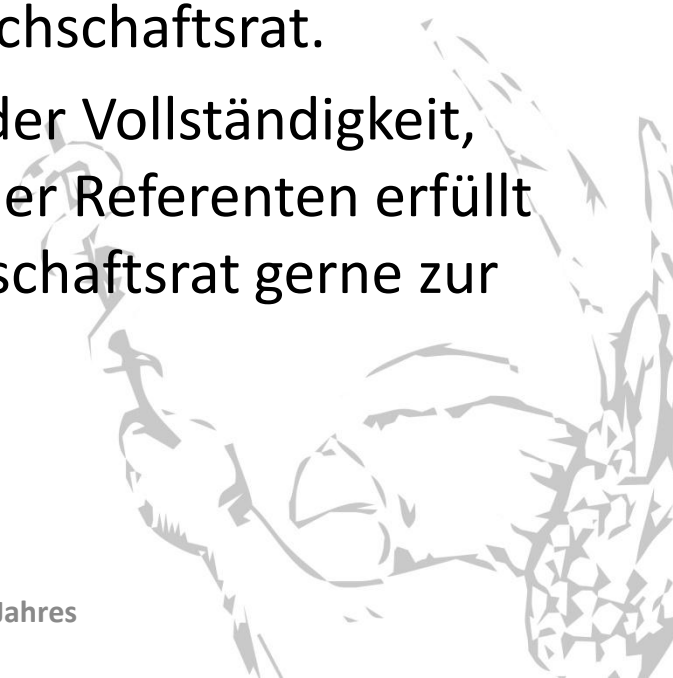 chschaftsrat.
der Vollständigkeit,
er Referenten erfüllt
schaftsrat gerne zur
Jahres